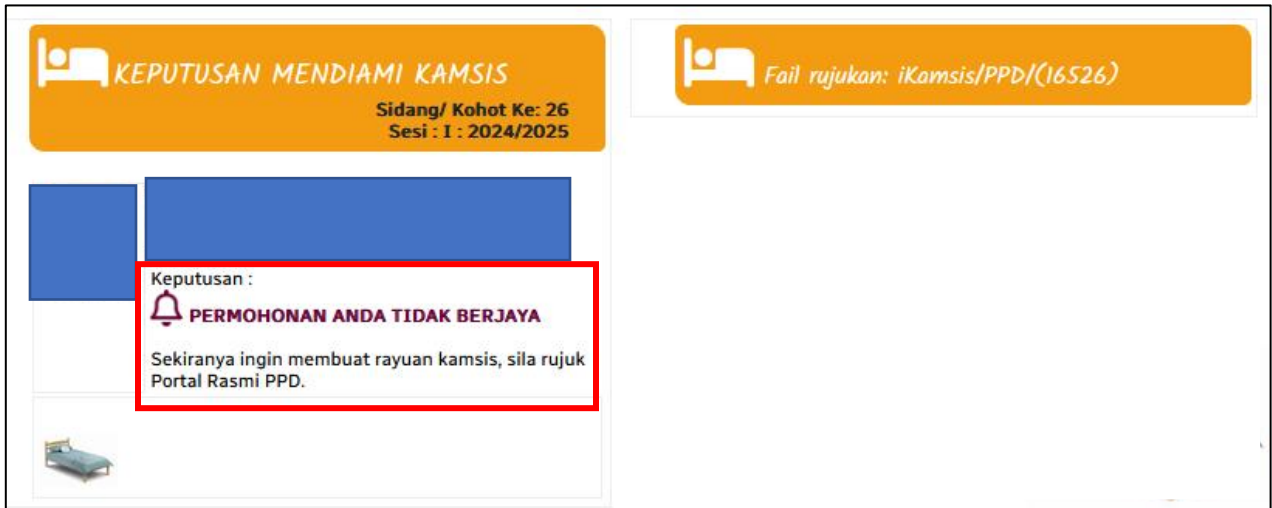 KEPUTUSAN MENDIAMI KAMSIS
Sidang/ Kohot Ke: 26
Sesi : I : 2024/2025
Fail rujukan: iKamsis/PPD/(16526)
Keputusan :
PERMOHONAN ANDA TIDAK BERJAYA
Sekiranya ingin membuat rayuan kamsis, sila rujuk
Portal Rasmi PPD.